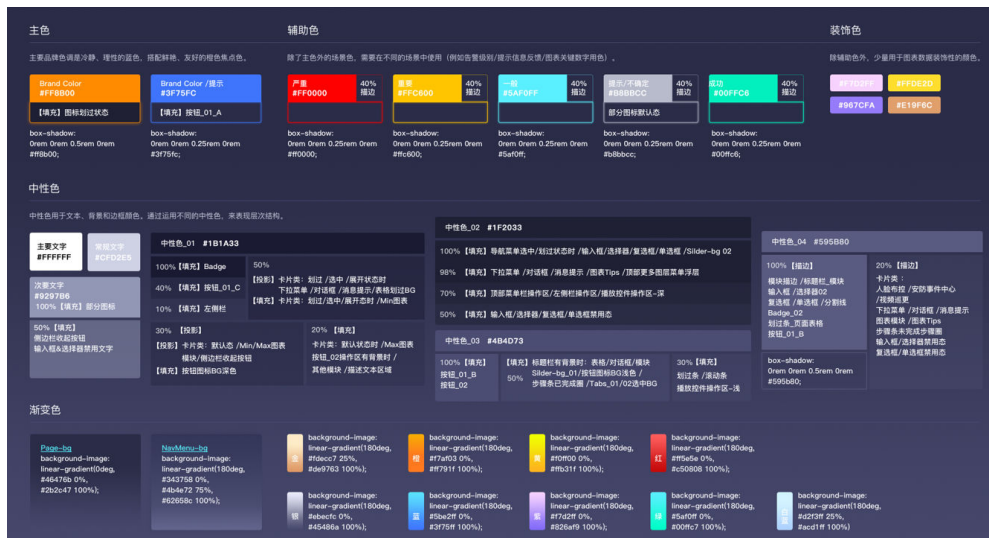 主色
主要品牌色调是冷静、理性的蓝色，搭配鲜艳、友好的橙色焦点色。
Brand Color
#FF8B00
【填充】图标划过状态
box-shadow:
0rem 0rem 0.5rem 0rem
#ff8b00;
Brand Color /提示
#3F75FC
【填充】按钮_01_A
box-shadow:
0rem 0rem 0.25rem 0rem
#3f75fc;
辅助色
除了主色外的场景色，需要在不同的场景中使用（例如告警级别/提示信息反馈/图表关键数字用色）。
严重
#FF0000
40%
描边
box-shadow:
0rem 0rem 0.25rem 0rem
#ff0000;
重要
#FFC600
40%
描边
box-shadow:
0rem 0rem 0.25rem 0rem
#ffc600;
一般
#5AF0FF
40%
描边
box-shadow:
0rem 0rem 0.25rem 0rem
#5af0ff;
提示/不确定
#B8BBCC
40%
描边
部分图标默认态
box-shadow:
0rem 0rem 0.25rem 0rem
#b8bbcc;
成功
#00FFC6
40%
描边
box-shadow:
0rem 0rem 0.25rem 0rem
#00ffc6;
装饰色
除辅助色外，少量用于图表数据装饰性的颜色。
#F7D2FF
#FFDE2D
#967CFA
#E19F6C
中性色
中性色用于文本、背景和边框颜色。通过运用不同的中性色，来表现层次结构。
主要文字
#FFFFFF
常规文字
#CFD2E5
次要文字
#9297B6
100%【填充】部分图标
50%【填充】
侧边栏收起按钮
输入框&选择器禁用文字
中性色_01 #1B1A33
100%【填充】Badge
40%【填充】按钮_01_C
10%【填充】左侧栏
50%
【投影】卡片类：划过 /选中 /展开状态时
下拉菜单 /对话框 /消息提示/表格划过BG
【填充】卡片类：划过/选中/展开态时 /Min图表
30%【投影】
【投影】卡片类：默认态 /Min/Max图表
模块/侧边栏收起按钮
【填充】按钮图标BG深色
20%【填充】
卡片类：默认状态时 /Max图表
按钮_02操作区有背景时 /
其他模块 /描述文本区域
中性色_02 #1F2033
100%【填充】导航菜单选中/划过状态时 /输入框/选择器/复选框/单选框 /Silder-bg 02
98%【填充】下拉菜单 /对话框 /消息提示 /图表Tips /顶部更多图层菜单浮层
70%【填充】顶部菜单栏操作区/左侧栏操作区/播放控件操作区-深
50%【填充】输入框/选择器/复选框/单选框禁用态
中性色_03 #4B4D73
100%【填充】
按钮_01_B
按钮_02
50%
【填充】标题栏有背景时：表格/对话框/模块
Silder-bg_01/按钮图标BG浅色 /
步骤条已完成圈 /Tabs_01/02选中BG
30%【填充】
划过条 /滚动条
播放控件操作区-浅
中性色_04 #595B80
100%【描边】
模块描边 /标题栏_模块
输入框 /选择器02
复选框 /单选框 /分割线
Badge_02
划过条_页面表格
按钮_01_B
box-shadow:
0rem 0rem 0.5rem 0rem
#595b80;
20%【描边】
卡片类：
人脸布控 /安防事件中心
/视频巡更
下拉菜单 /对话框 /消息提示
图表模块 /图表Tips
步骤条未完成步骤圈
输入框/选择器禁用态
复选框/单选框禁用态
渐变色
Page-bg
background-image:
linear-gradient(0deg,
#46476b 0%,
#2b2c47 100%);
NavMenu-bg
background-image:
linear-gradient(180deg,
#343758 0%,
#4b4e72 75%,
#62658c 100%);
金
background-image:
linear-gradient(180deg,
#fdecc7 25%,
#de9763 100%);
橙
background-image:
linear-gradient(180deg,
#f7af03 0%,
#ff791f 100%);
黄
background-image:
linear-gradient(180deg,
#f0ff00 0%,
#ffb31f 100%);
红
background-image:
linear-gradient(180deg,
#ff5e5e 0%,
#c50808 100%);
银
background-image:
linear-gradient(180deg,
#ebecfc 0%,
#45486a 100%);
蓝
background-image:
linear-gradient(180deg,
#5be2ff 0%,
#3f75ff 100%);
紫
background-image:
linear-gradient(180deg,
#f7d2ff 0%,
#826af9 100%);
绿
background-image:
linear-gradient(180deg,
#5af0ff 0%,
#00ffc7 100%);
background-image:
linear-gradient(180deg,
#d2f3ff 25%,
#acd1ff 100%)